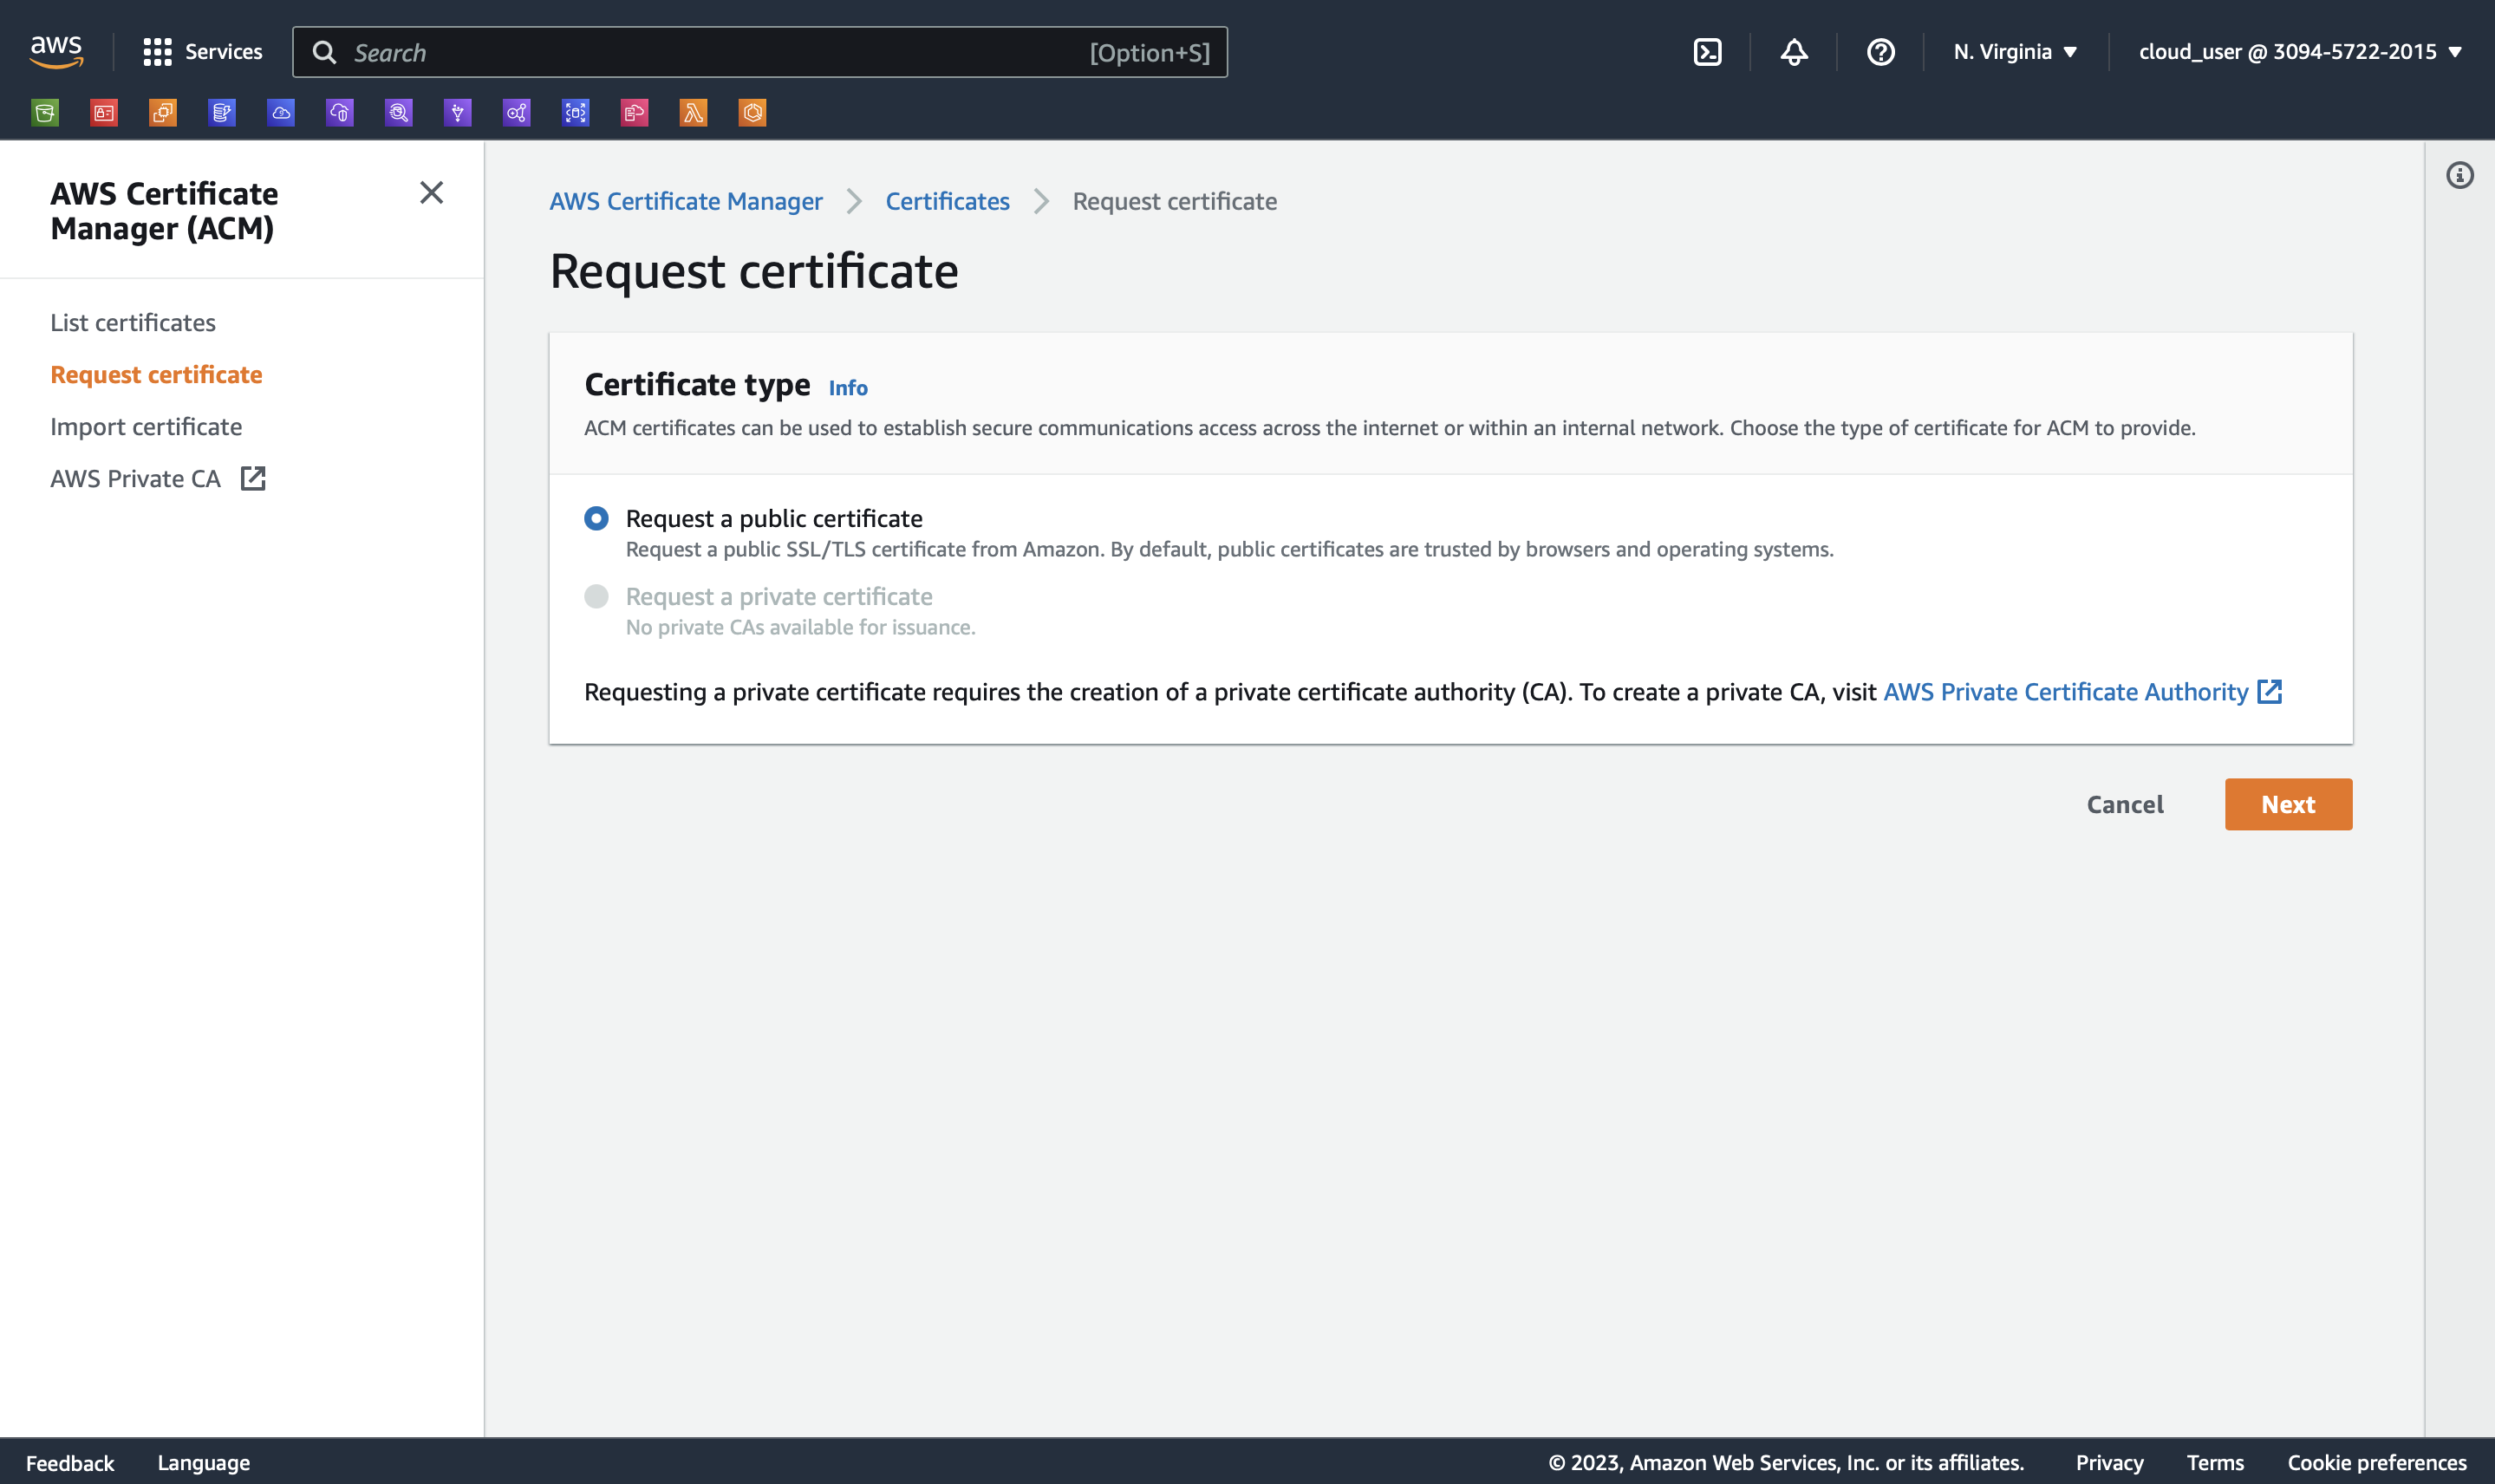 aws
Services
Search [Option+S]
N. Virginia
cloud_user @ 3094-5722-2015
AWS Certificate
Manager (ACM)
List certificates
Request certificate
Import certificate
AWS Private CA
AWS Certificate Manager
Certificates
Request certificate
Request certificate
Certificate type Info
ACM certificates can be used to establish secure communications access across the internet or within an internal network. Choose the type of certificate for ACM to provide.
Request a public certificate
Request a public SSL/TLS certificate from Amazon. By default, public certificates are trusted by browsers and operating systems.
Request a private certificate
No private CAs available for issuance.
Requesting a private certificate requires the creation of a private certificate authority (CA). To create a private CA, visit AWS Private Certificate Authority
Cancel
Next
Feedback
Language
© 2023, Amazon Web Services, Inc. or its affiliates.
Privacy
Terms
Cookie preferences